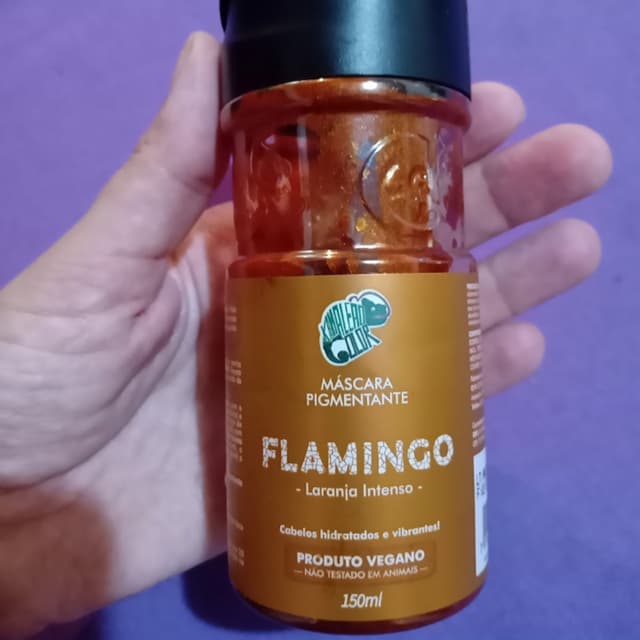 KAMALEÃO
COLOR
MÁSCARA
PIGMENTANTE
FLAMINGO
- Laranja Intenso -
Cabelos hidratados e vibrantes!
PRODUTO VEGANO
— NÃO TESTADO EM ANIMAIS —
150ml